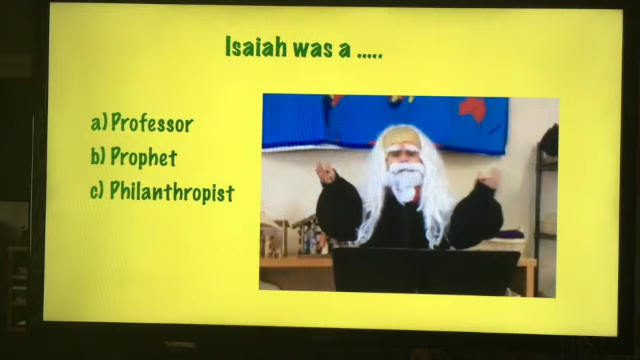 Isaiah was a .....
a) Professor
b) Prophet
c) Philanthropist